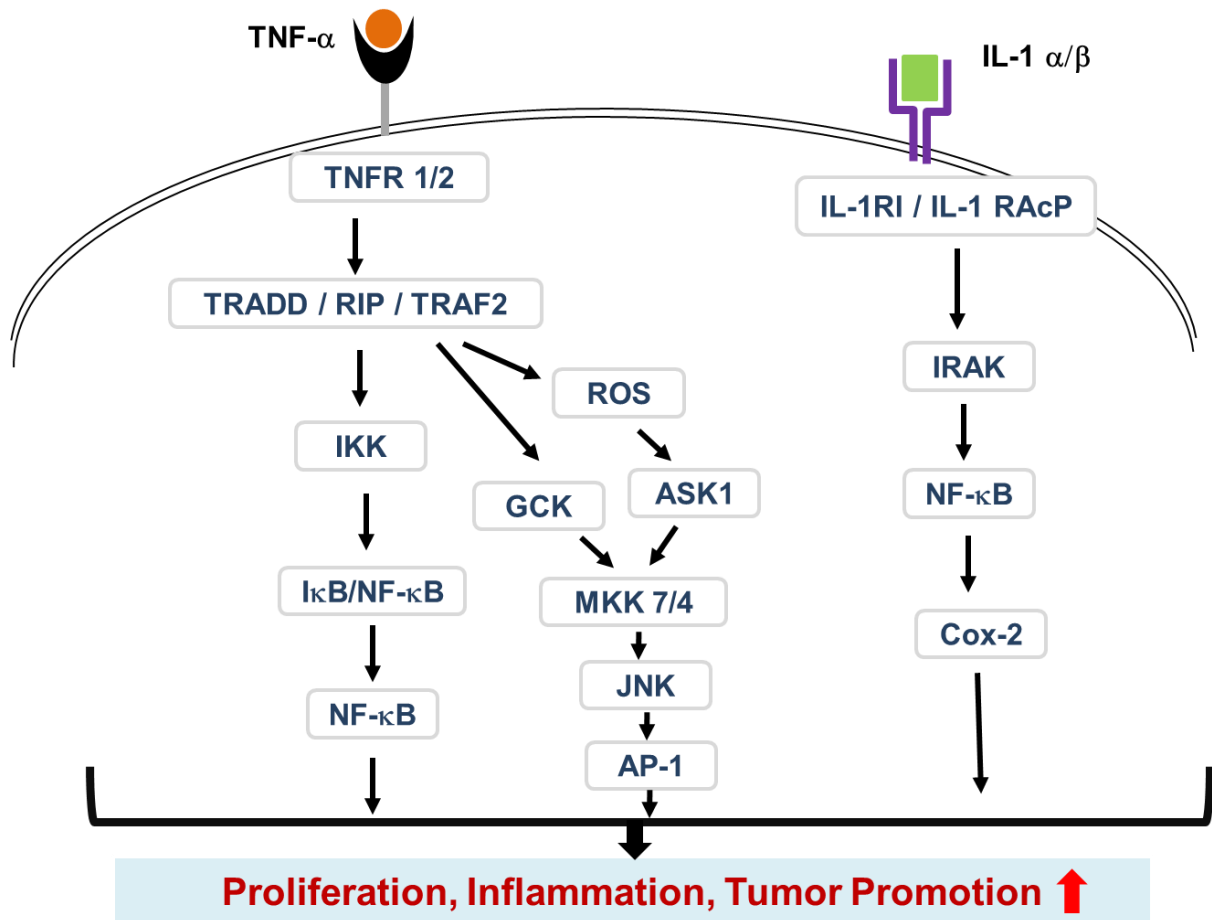 TNF-α
IL-1 α/β
TNFR 1/2
IL-1RI / IL-1 RAcP
TRADD / RIP / TRAF2
IRAK
ROS
IKK
GCK
ASK1
NF-κB
IκB/NF-κB
MKK 7/4
Cox-2
JNK
NF-κB
AP-1
Proliferation, Inflammation, Tumor Promotion